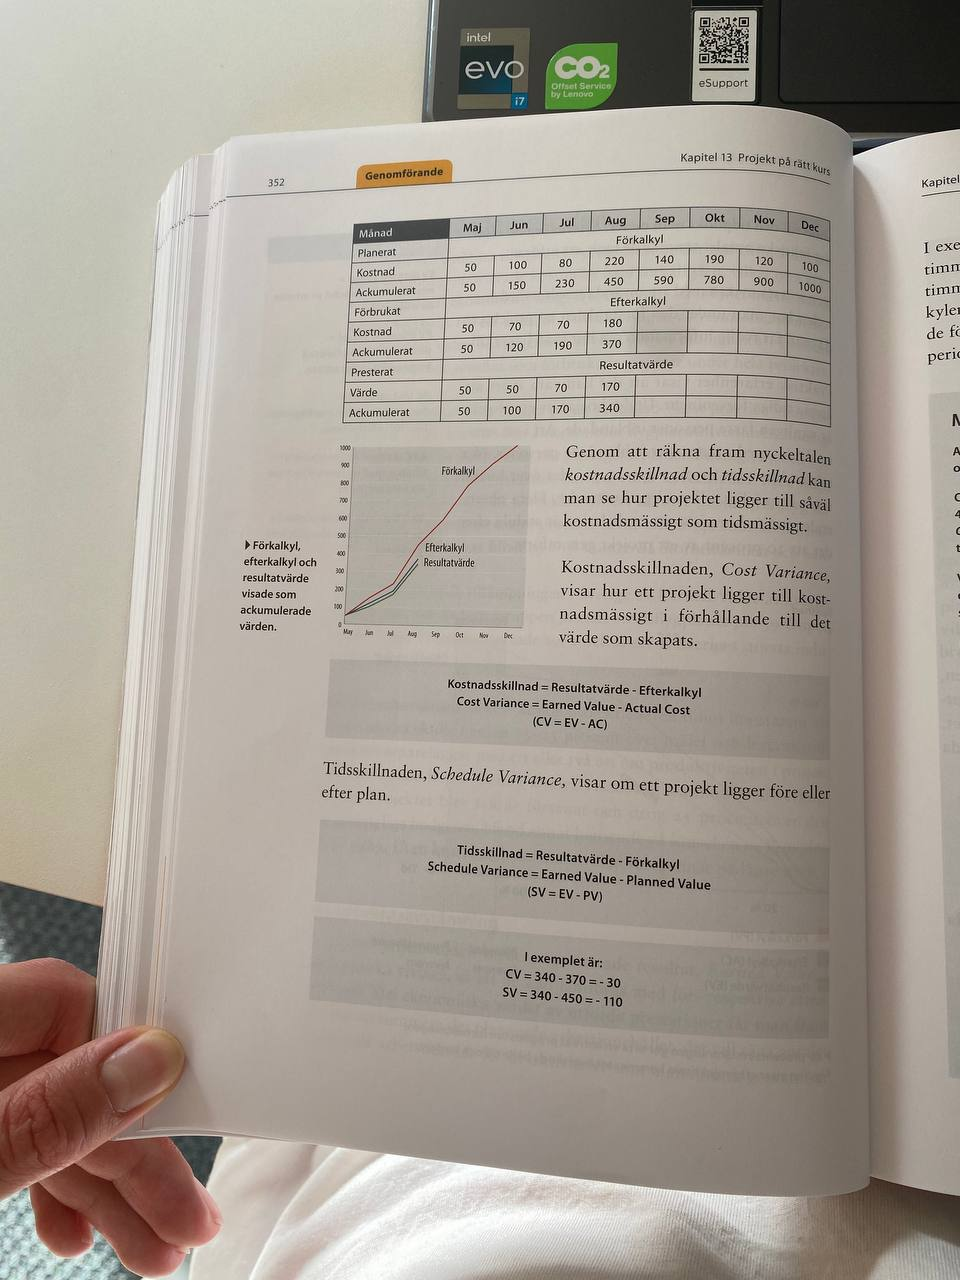 intel
evo
i7
CO2
Offset Service
by Lenovo
eSupport
352
Genomförande
Kapitel 13 Projekt på rätt kurs
Månad Maj Jun Jul Aug Sep Okt Nov Dec
Planerat Förkalkyl
Kostnad 50 100 80 220 140 190 120 100
Ackumulerat 50 150 230 450 590 780 900 1000
Förbrukat Efterkalkyl
Kostnad 50 70 70 180
Ackumulerat 50 120 190 370
Presterat Resultatvärde
Värde 50 50 70 170
Ackumulerat 50 100 170 340
1000
900
800
700
600
500
400
300
200
100
0
Förkalkyl
Efterkalkyl
Resultatvärde
May Jun Jul Aug Sep Oct Nov Dec
Förkalkyl,
efterkalkyl och
resultatvärde
visade som
ackumulerade
värden.
Genom att räkna fram nyckeltalen
kostnadsskillnad och tidsskillnad kan
man se hur projektet ligger till såväl
kostnadsmässigt som tidsmässigt.
Kostnadsskillnaden, Cost Variance,
visar hur ett projekt ligger till kost-
nadsmässigt i förhållande till det
värde som skapats.
Kostnadsskillnad = Resultatvärde - Efterkalkyl
Cost Variance = Earned Value - Actual Cost
(CV = EV - AC)
Tidsskillnaden, Schedule Variance, visar om ett projekt ligger före eller
efter plan.
Tidsskillnad = Resultatvärde - Förkalkyl
Schedule Variance = Earned Value - Planned Value
(SV = EV - PV)
I exemplet är:
CV = 340 - 370 = - 30
SV = 340 - 450 = - 110
Kapitel
I exe
timm
timm
kyler
de fö
peric